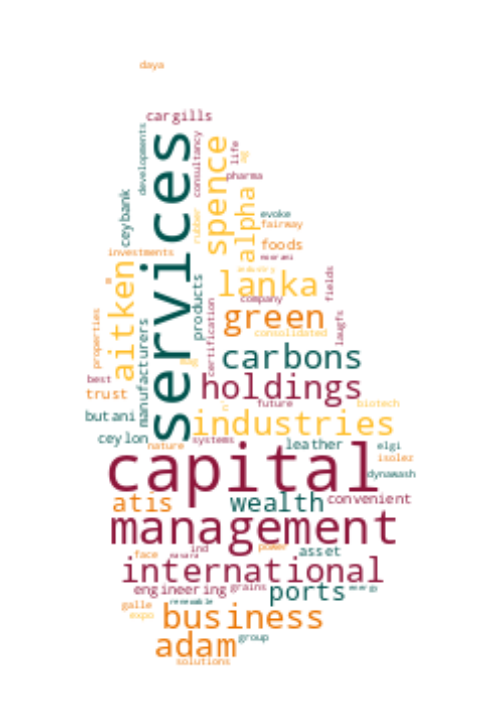 daya
cargills
developments
services
consultancy
life
spence
pharma
ceybank
alpha
evoke
rubber
fairway
foods
investments
aitken
industry
lanka
fields
products
company
properties
green
laugfs
manufacturers
certification
consolidated
carbons
best
holdings
trust
future
biotech
butani
industries
ceylon
systems
nature
leather
elgi
isolez
capital
dynawash
atis
wealth
convenient
management
power
ind
face
asset
international
engineering
grains
ports
energy
renewable
galle
expo
business
adam
group
solutions